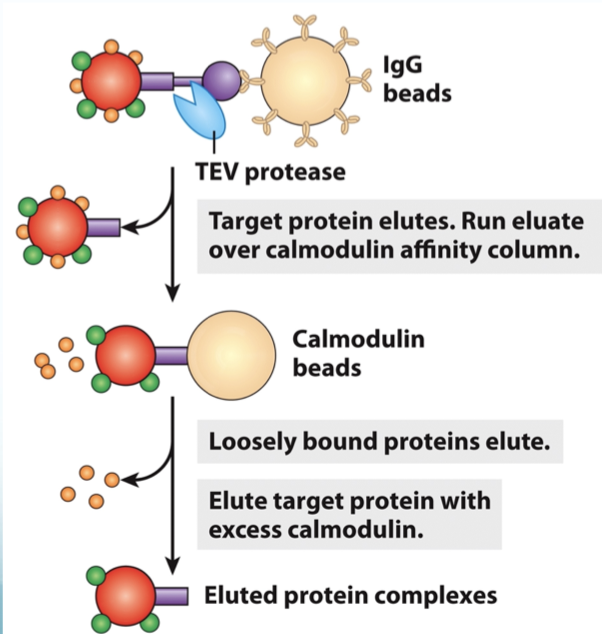 IgG
beads
TEV protease
Target protein elutes. Run eluate
over calmodulin affinity column.
Calmodulin
beads
Loosely bound proteins elute.
Elute target protein with
excess calmodulin.
Eluted protein complexes